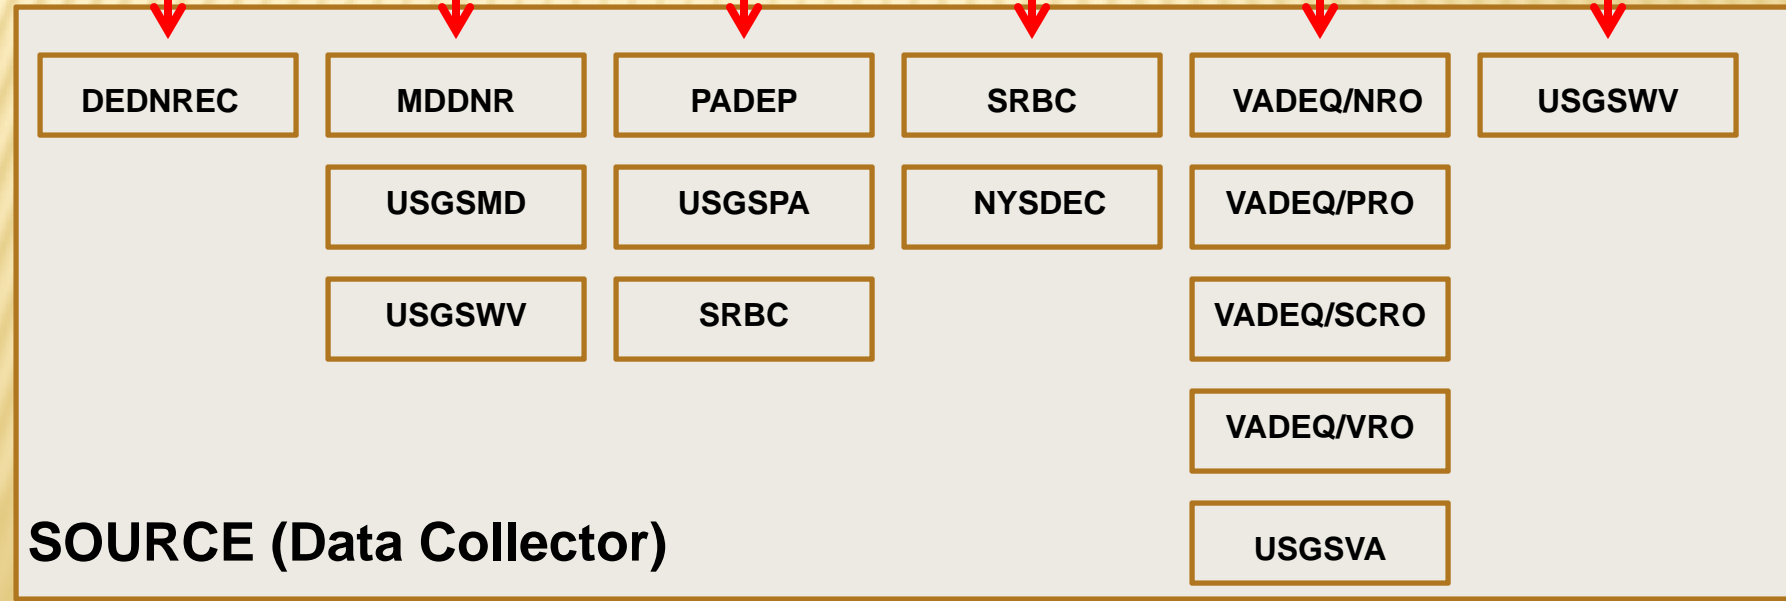 DEDNREC
MDDNR
PADEP
SRBC
VADEQ/NRO
USGSWV
USGSMD
USGSPA
NYSDEC
VADEQ/PRO
USGSWV
SRBC
VADEQ/SCRO
VADEQ/VRO
SOURCE (Data Collector)
USGSVA